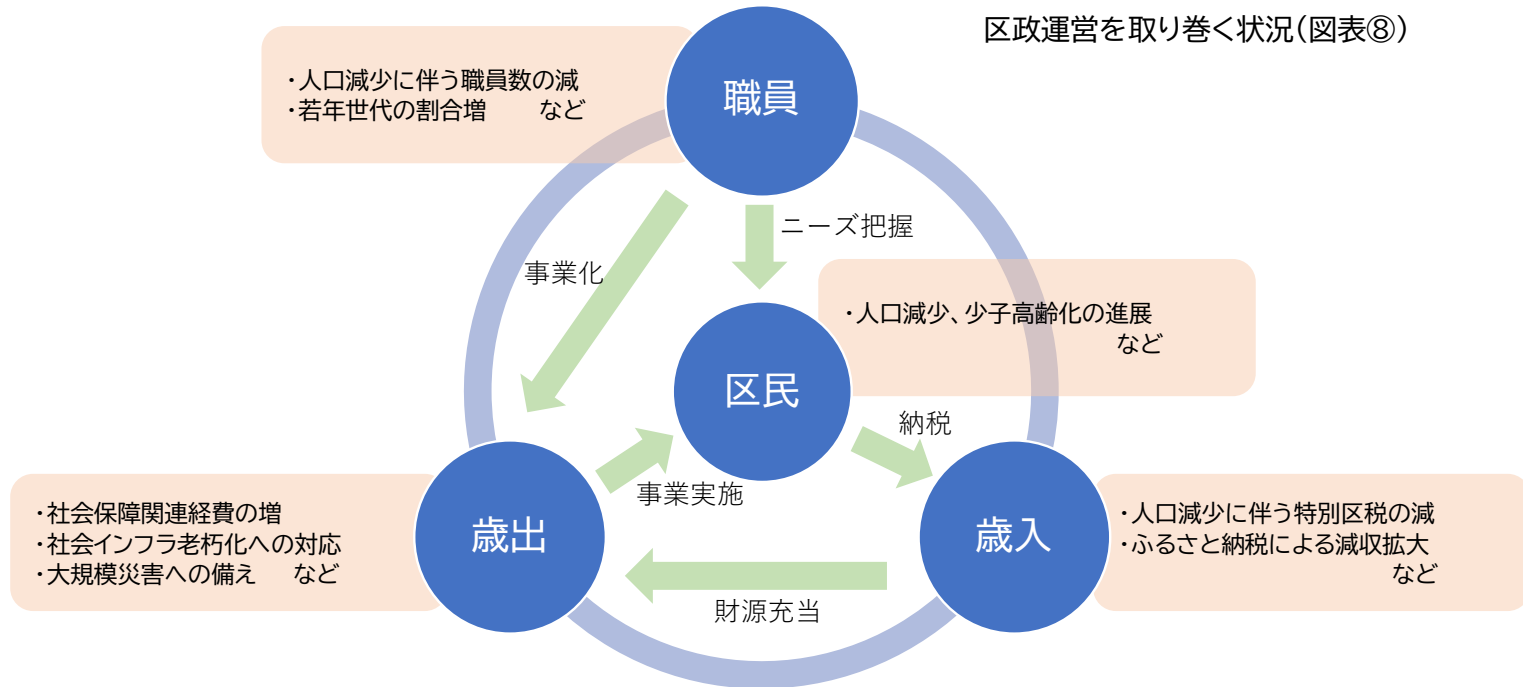 区政運営を取り巻く状況(図表⑧)
・人口減少に伴う職員数の減
・若年世代の割合増　　など
職員
ニーズ把握
事業化
・人口減少、少子高齢化の進展
など
区民
納税
事業実施
・社会保障関連経費の増
・社会インフラ老朽化への対応
・大規模災害への備え　など
歳出
歳入
・人口減少に伴う特別区税の減
・ふるさと納税による減収拡大
など
財源充当